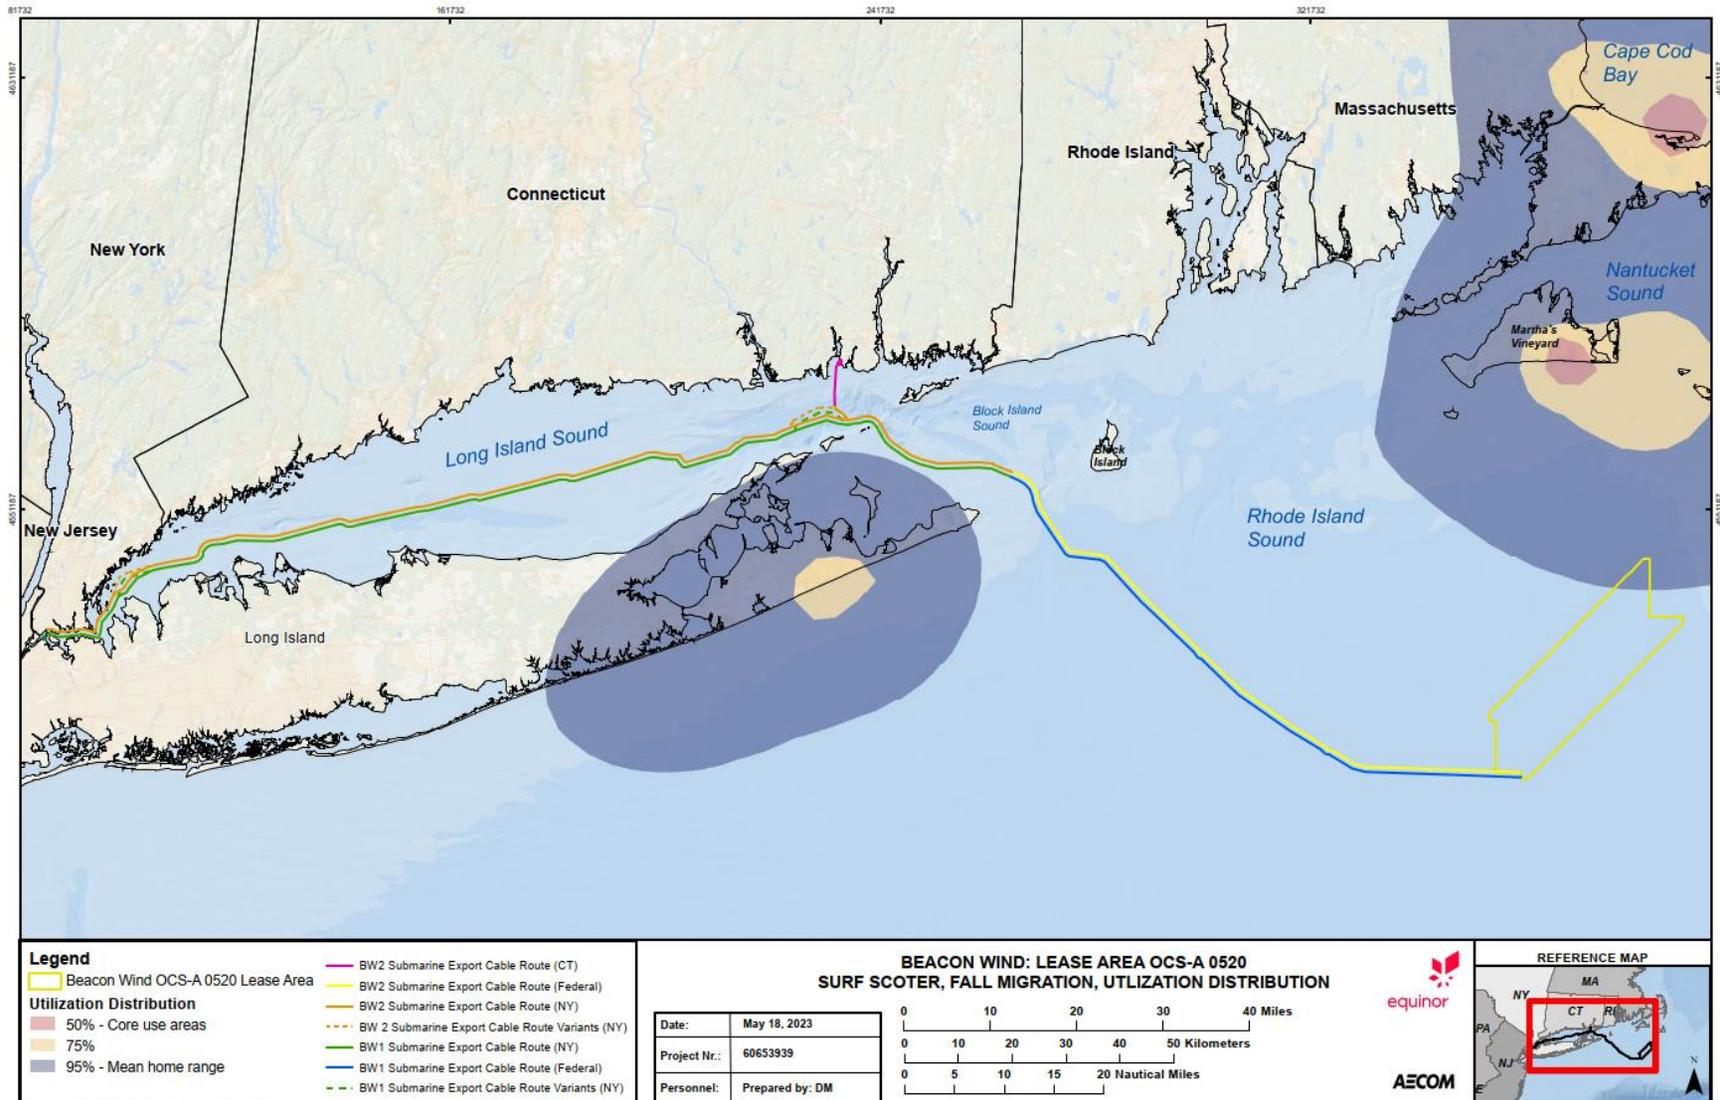 81732
161732
241732
321732
4631187
4631187
Cape Cod
Bay
Massachusetts
Rhode Island
Connecticut
New York
Nantucket
Sound
Martha's
Vineyard
Block Island
Sound
Long Island Sound
Block
Island
4551187
4551187
New Jersey
Rhode Island
Sound
Long Island
Legend
Beacon Wind OCS-A 0520 Lease Area
Utilization Distribution
50% - Core use areas
75%
95% - Mean home range
BW2 Submarine Export Cable Route (CT)
BW2 Submarine Export Cable Route (Federal)
BW2 Submarine Export Cable Route (NY)
BW 2 Submarine Export Cable Route Variants (NY)
BW1 Submarine Export Cable Route (NY)
BW1 Submarine Export Cable Route (Federal)
BW1 Submarine Export Cable Route Variants (NY)
BEACON WIND: LEASE AREA OCS-A 0520
SURF SCOTER, FALL MIGRATION, UTLIZATION DISTRIBUTION
Date: May 18, 2023
Project Nr.: 60653939
Personnel: Prepared by: DM
0 10 20 30 40 Miles
0 10 20 30 40 50 Kilometers
0 5 10 15 20 Nautical Miles
equinor
AECOM
REFERENCE MAP
MA
NY
CT
RI
PA
NJ
E
N